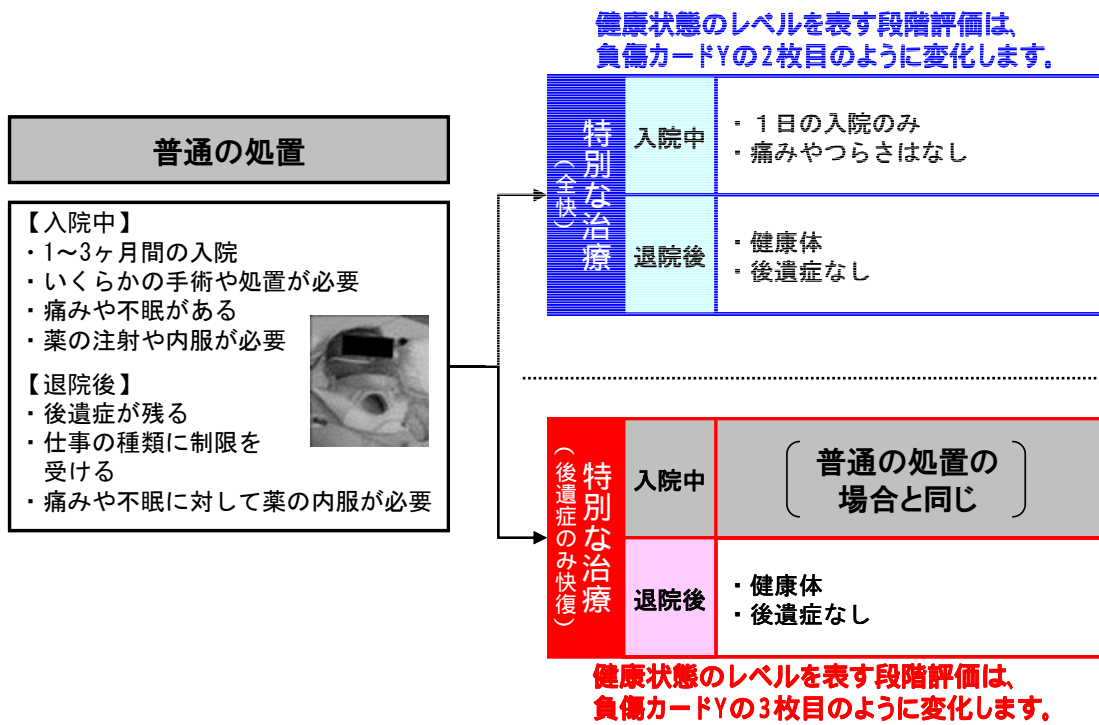 健康状態のレベルを表す段階評価は、
負傷カードYの2枚目のように変化します。
普通の処置
【入院中】
・1~3ヶ月間の入院
・いくらかの手術や処置が必要
・痛みや不眠がある
・薬の注射や内服が必要
【退院後】
・後遺症が残る
・仕事の種類に制限を
受ける
・痛みや不眠に対して薬の内服が必要
特別な治療
(全快)
入院中
・1日の入院のみ
・痛みやつらさはなし
退院後
・健康体
・後遺症なし
特別な治療
(後遺症のみ快復)
入院中
普通の処置の
場合と同じ
退院後
・健康体
・後遺症なし
健康状態のレベルを表す段階評価は、
負傷カードYの3枚目のように変化します。